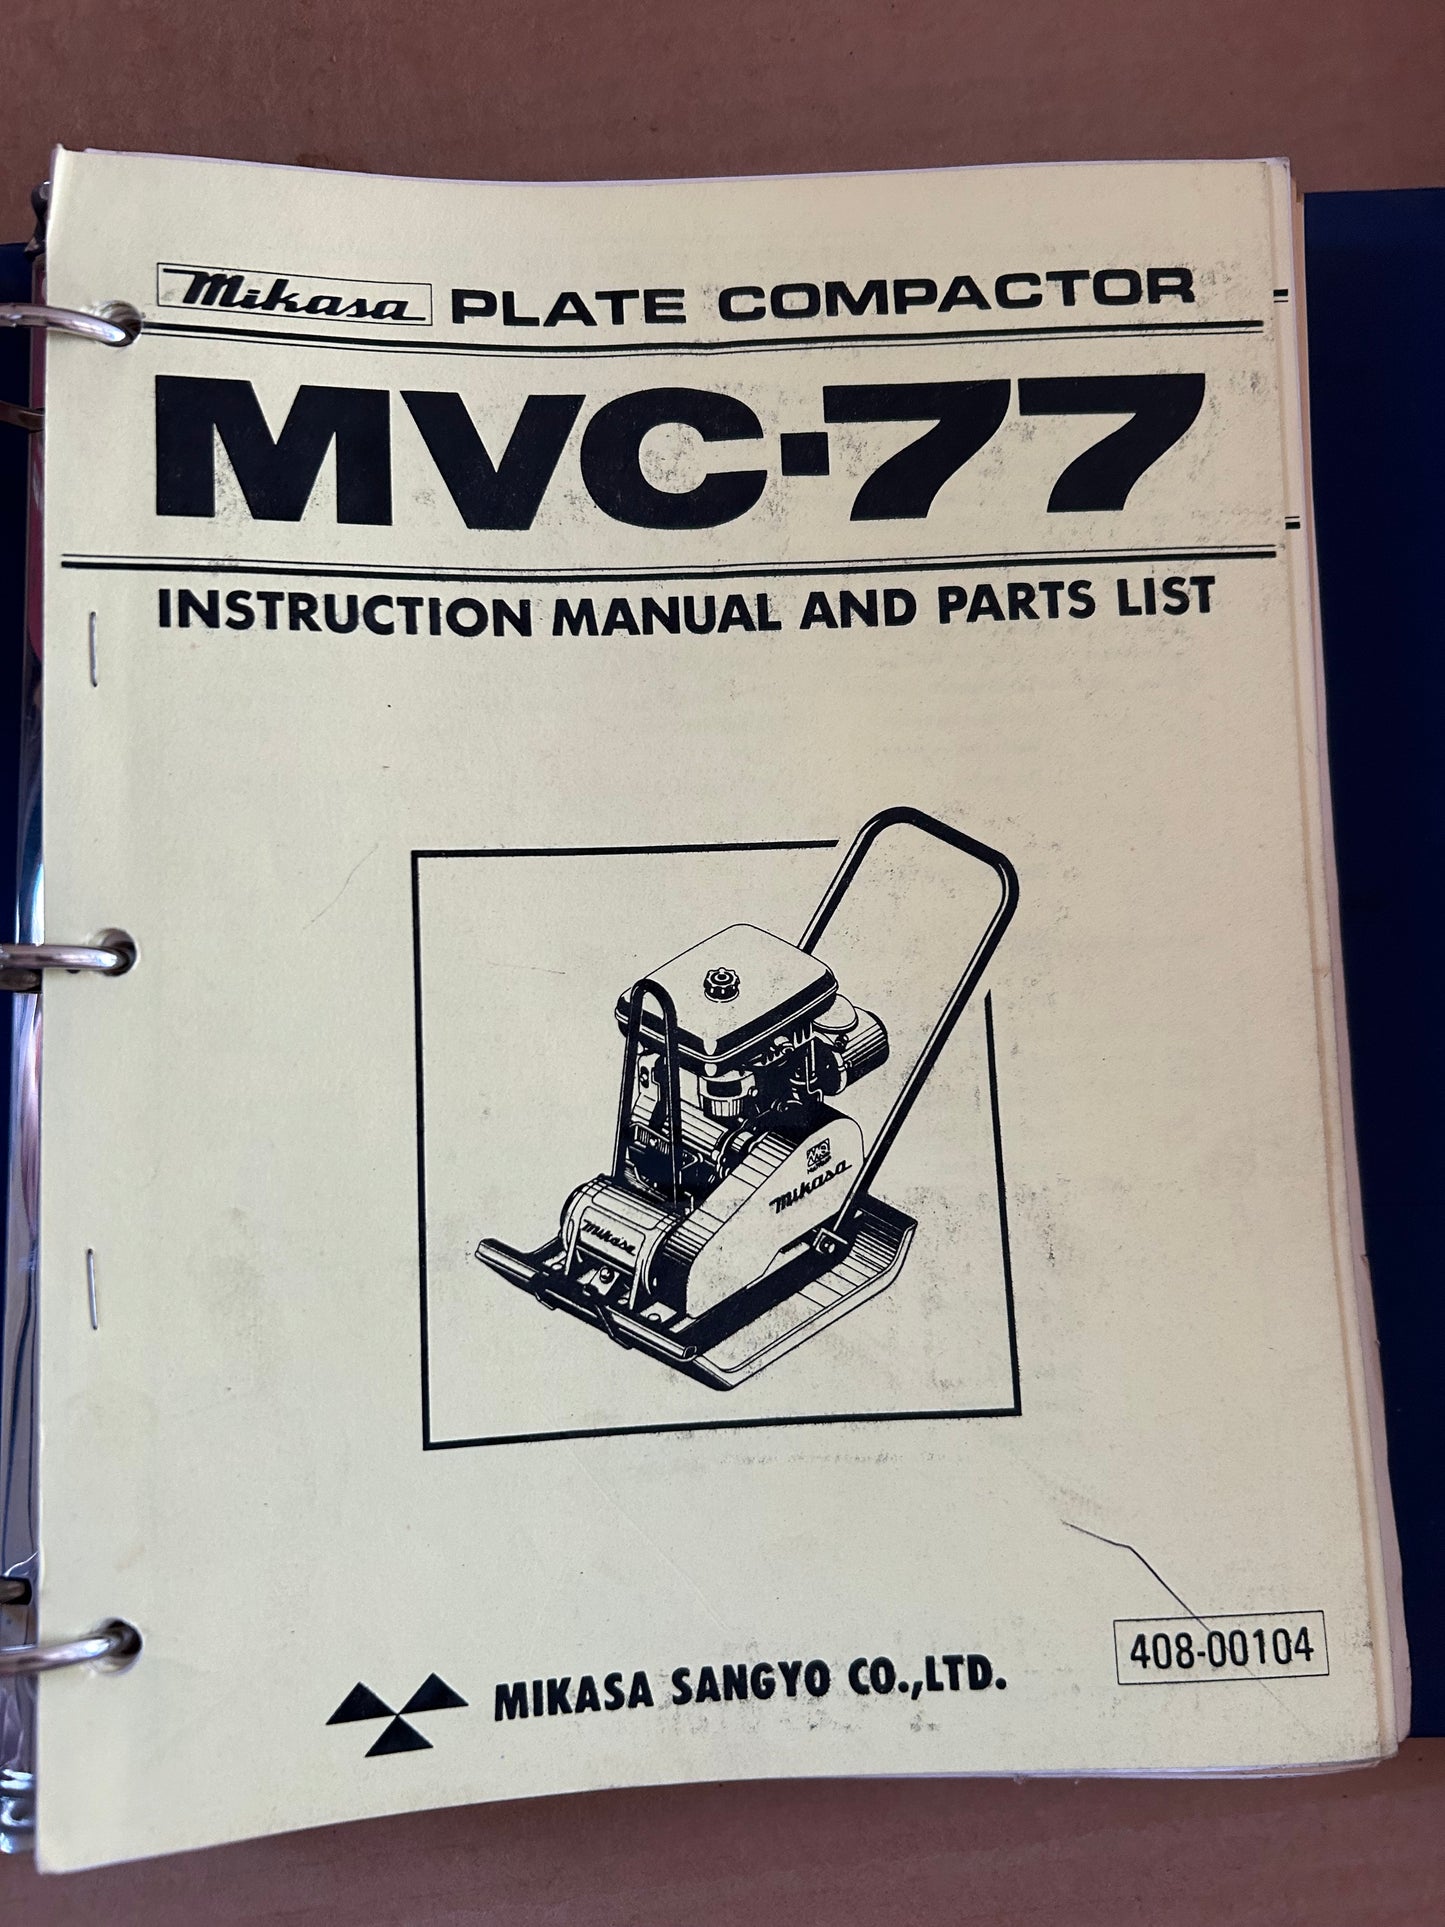 Mikasa PLATE COMPACTOR
MVC-77
INSTRUCTION MANUAL AND PARTS LIST
Mikasa
Mikasa
408-00104
MIKASA SANGYO CO.,LTD.